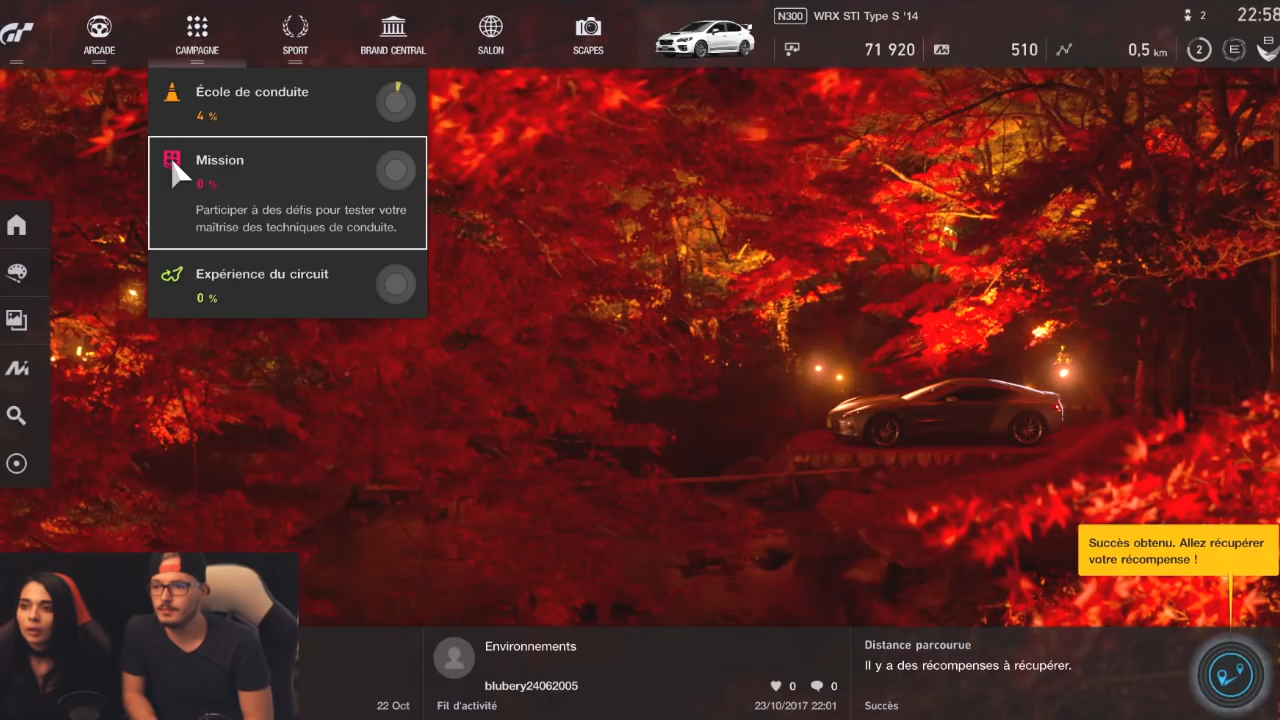 GT
ARCADE
CAMPAGNE
SPORT
BRAND CENTRAL
SALON
SCAPES
N300 WRX STI Type S '14
71 920
510
0,5 km
2
22:58
2
E
B
École de conduite
4 %
Mission
0 %
Participer à des défis pour tester votre
maîtrise des techniques de conduite.
Expérience du circuit
0 %
Succès obtenu. Allez récupérer
votre récompense !
22 Oct
Environnements
blubery24062005
0 0
Fil d'activité
23/10/2017 22:01
Distance parcourue
Il y a des récompenses à récupérer.
Succès